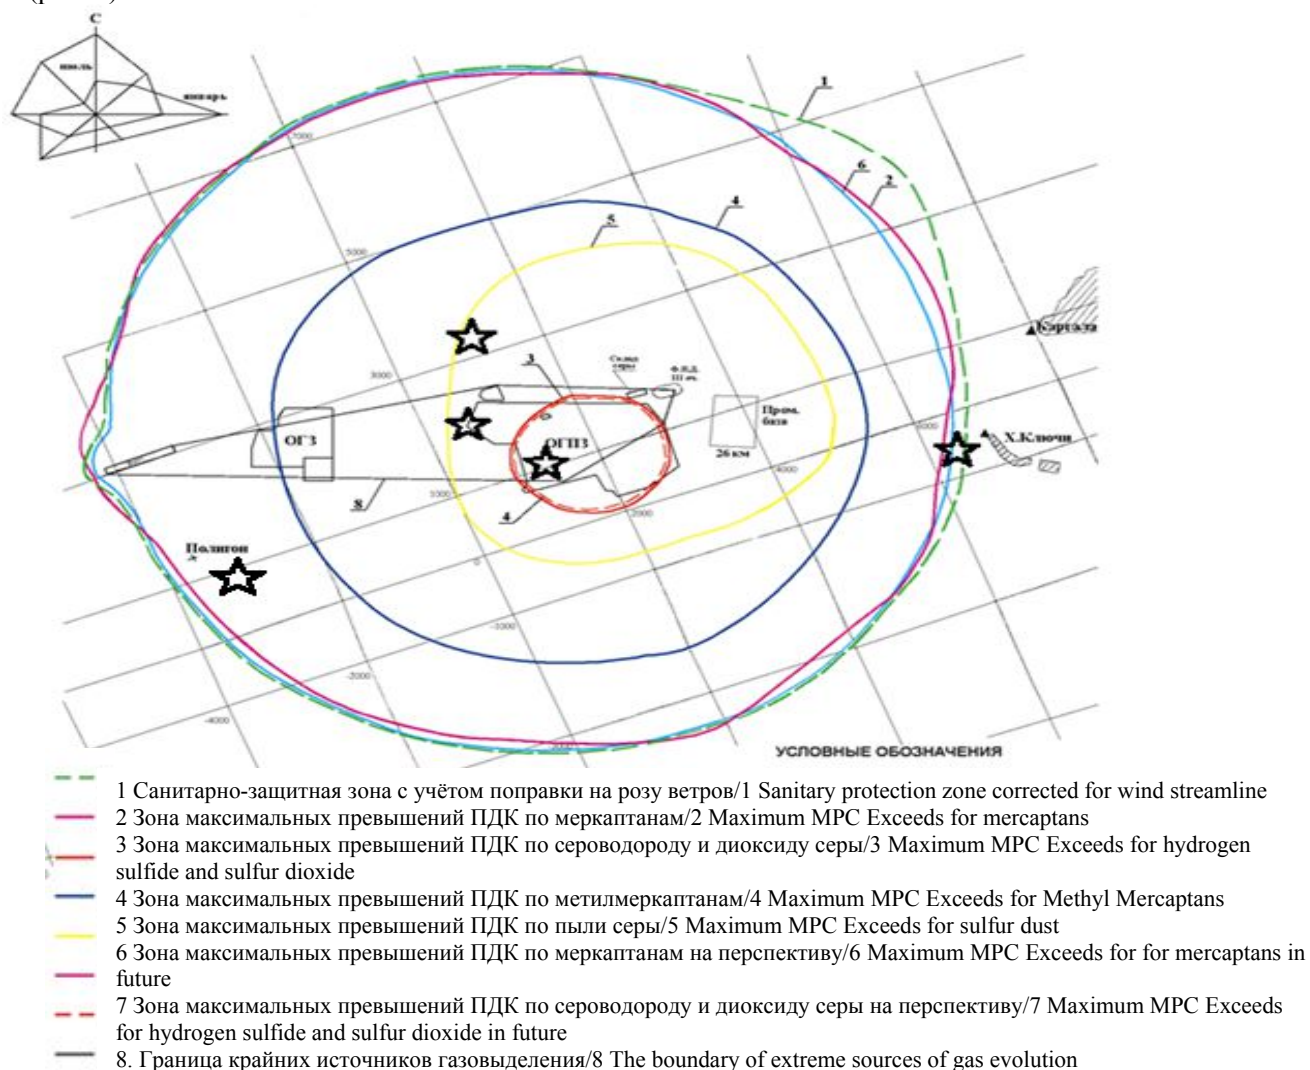 С
июль
январь
1
7000
6
2
4
5
5000
Каргала
3
Склад
серы
3000
Пром.
база
Х.Ключи
ОГЗ
ОГПЗ
26 км
4000
1000
8
4
2000
Полигон
0
-1000
-2000
-4000
УСЛОВНЫЕ ОБОЗНАЧЕНИЯ
1 Санитарно-защитная зона с учётом поправки на розу ветров/1 Sanitary protection zone corrected for wind streamline
2 Зона максимальных превышений ПДК по меркаптанам/2 Maximum MPC Exceeds for mercaptans
3 Зона максимальных превышений ПДК по сероводороду и диоксиду серы/3 Maximum MPC Exceeds for hydrogen
sulfide and sulfur dioxide
4 Зона максимальных превышений ПДК по метилмеркаптанам/4 Maximum MPC Exceeds for Methyl Mercaptans
5 Зона максимальных превышений ПДК по пыли серы/5 Maximum MPC Exceeds for sulfur dust
6 Зона максимальных превышений ПДК по меркаптанам на перспективу/6 Maximum MPC Exceeds for for mercaptans in
future
7 Зона максимальных превышений ПДК по сероводороду и диоксиду серы на перспективу/7 Maximum MPC Exceeds
for hydrogen sulfide and sulfur dioxide in future
8. Граница крайних источников газовыделения/8 The boundary of extreme sources of gas evolution